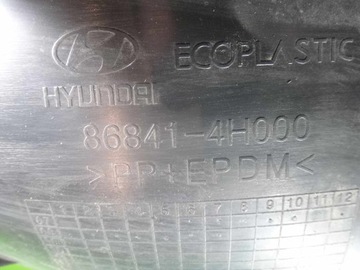 ECOPLASTIC
HYUNDAI
86841-4H000
>PP+EPDM<
1 2 3 4 5 6 7 8 9 10 11 12